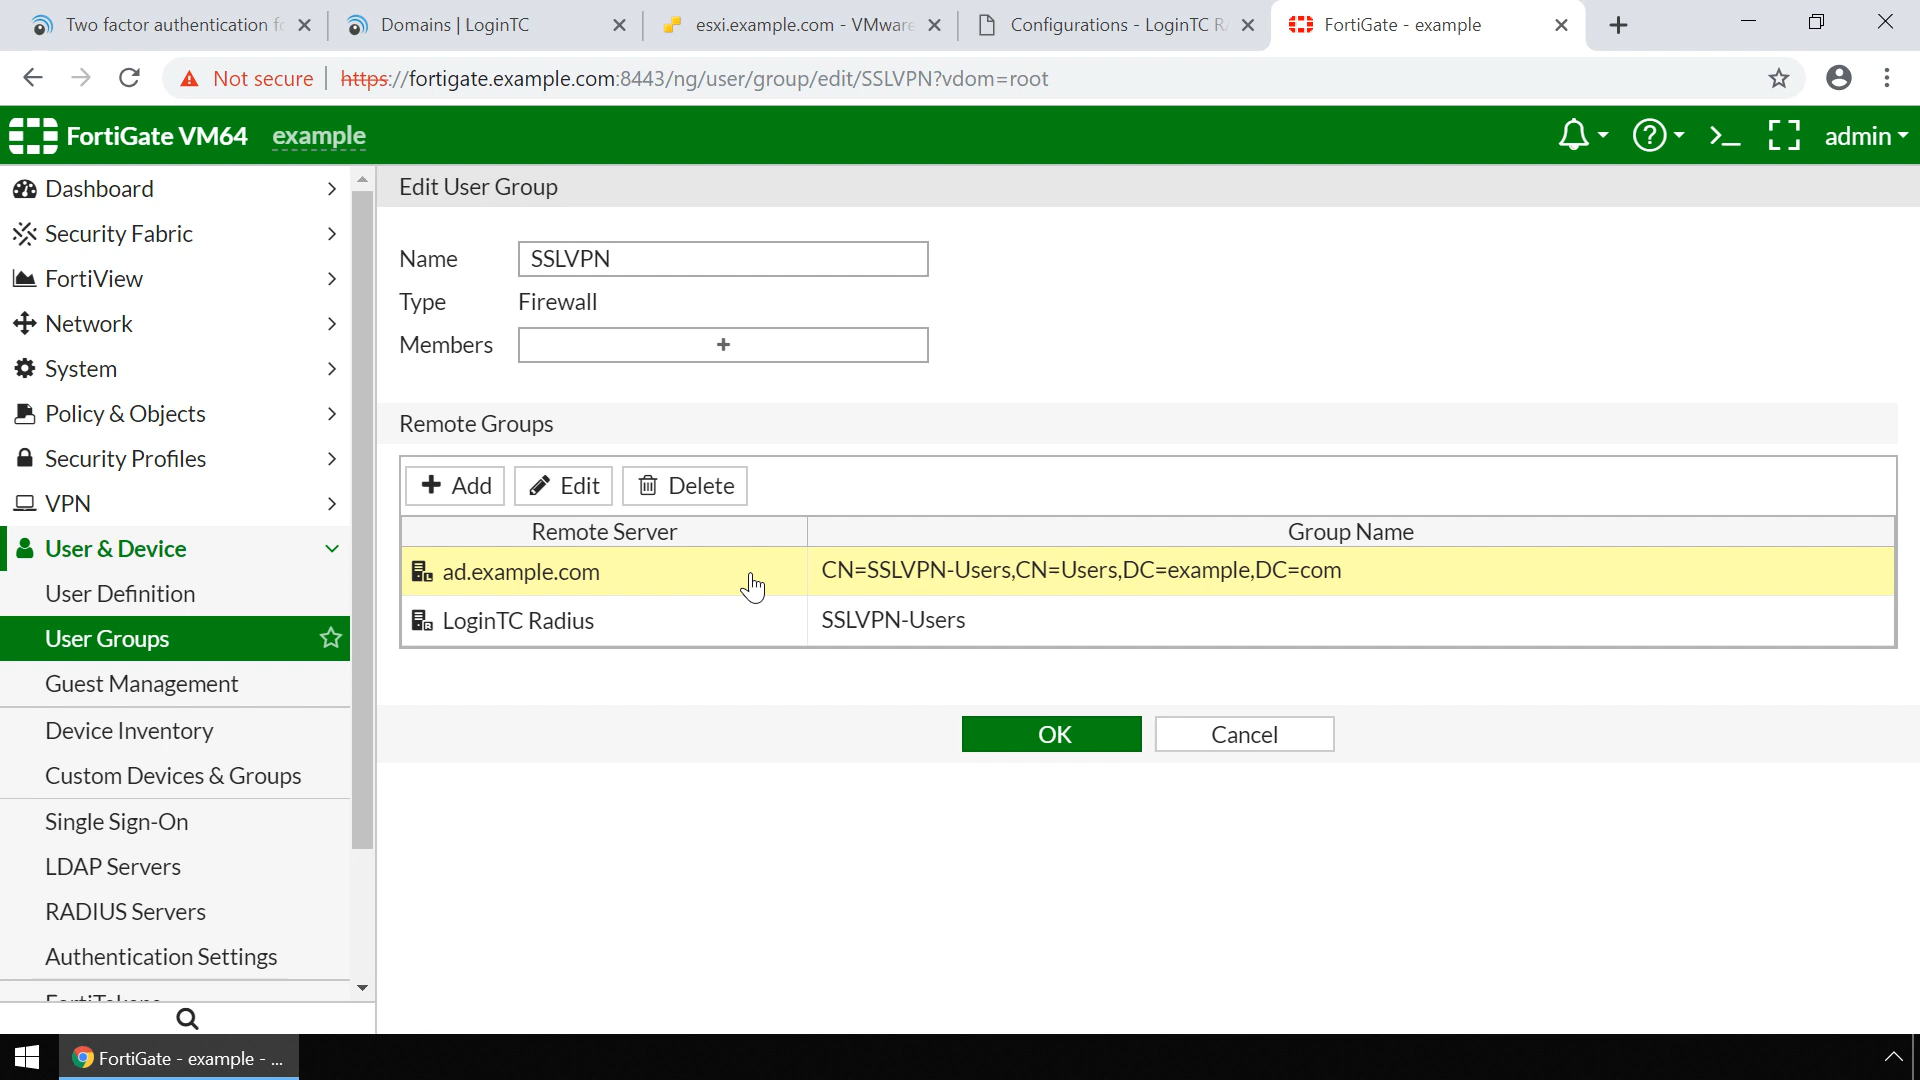 Two factor authentication f
Domains | LoginTC
esxi.example.com - VMware
Configurations - LoginTC R
FortiGate - example
Not secure
https://fortigate.example.com:8443/ng/user/group/edit/SSLVPN?vdom=root
FortiGate VM64 example
>_
admin
Dashboard
Security Fabric
FortiView
Network
System
Policy & Objects
Security Profiles
VPN
User & Device
User Definition
User Groups
Guest Management
Device Inventory
Custom Devices & Groups
Single Sign-On
LDAP Servers
RADIUS Servers
Authentication Settings
FortiTokens
Edit User Group
Name SSLVPN
Type Firewall
Members +
Remote Groups
+ Add Edit Delete
Remote Server Group Name
ad.example.com CN=SSLVPN-Users,CN=Users,DC=example,DC=com
LoginTC Radius SSLVPN-Users
OK Cancel
FortiGate - example - ...